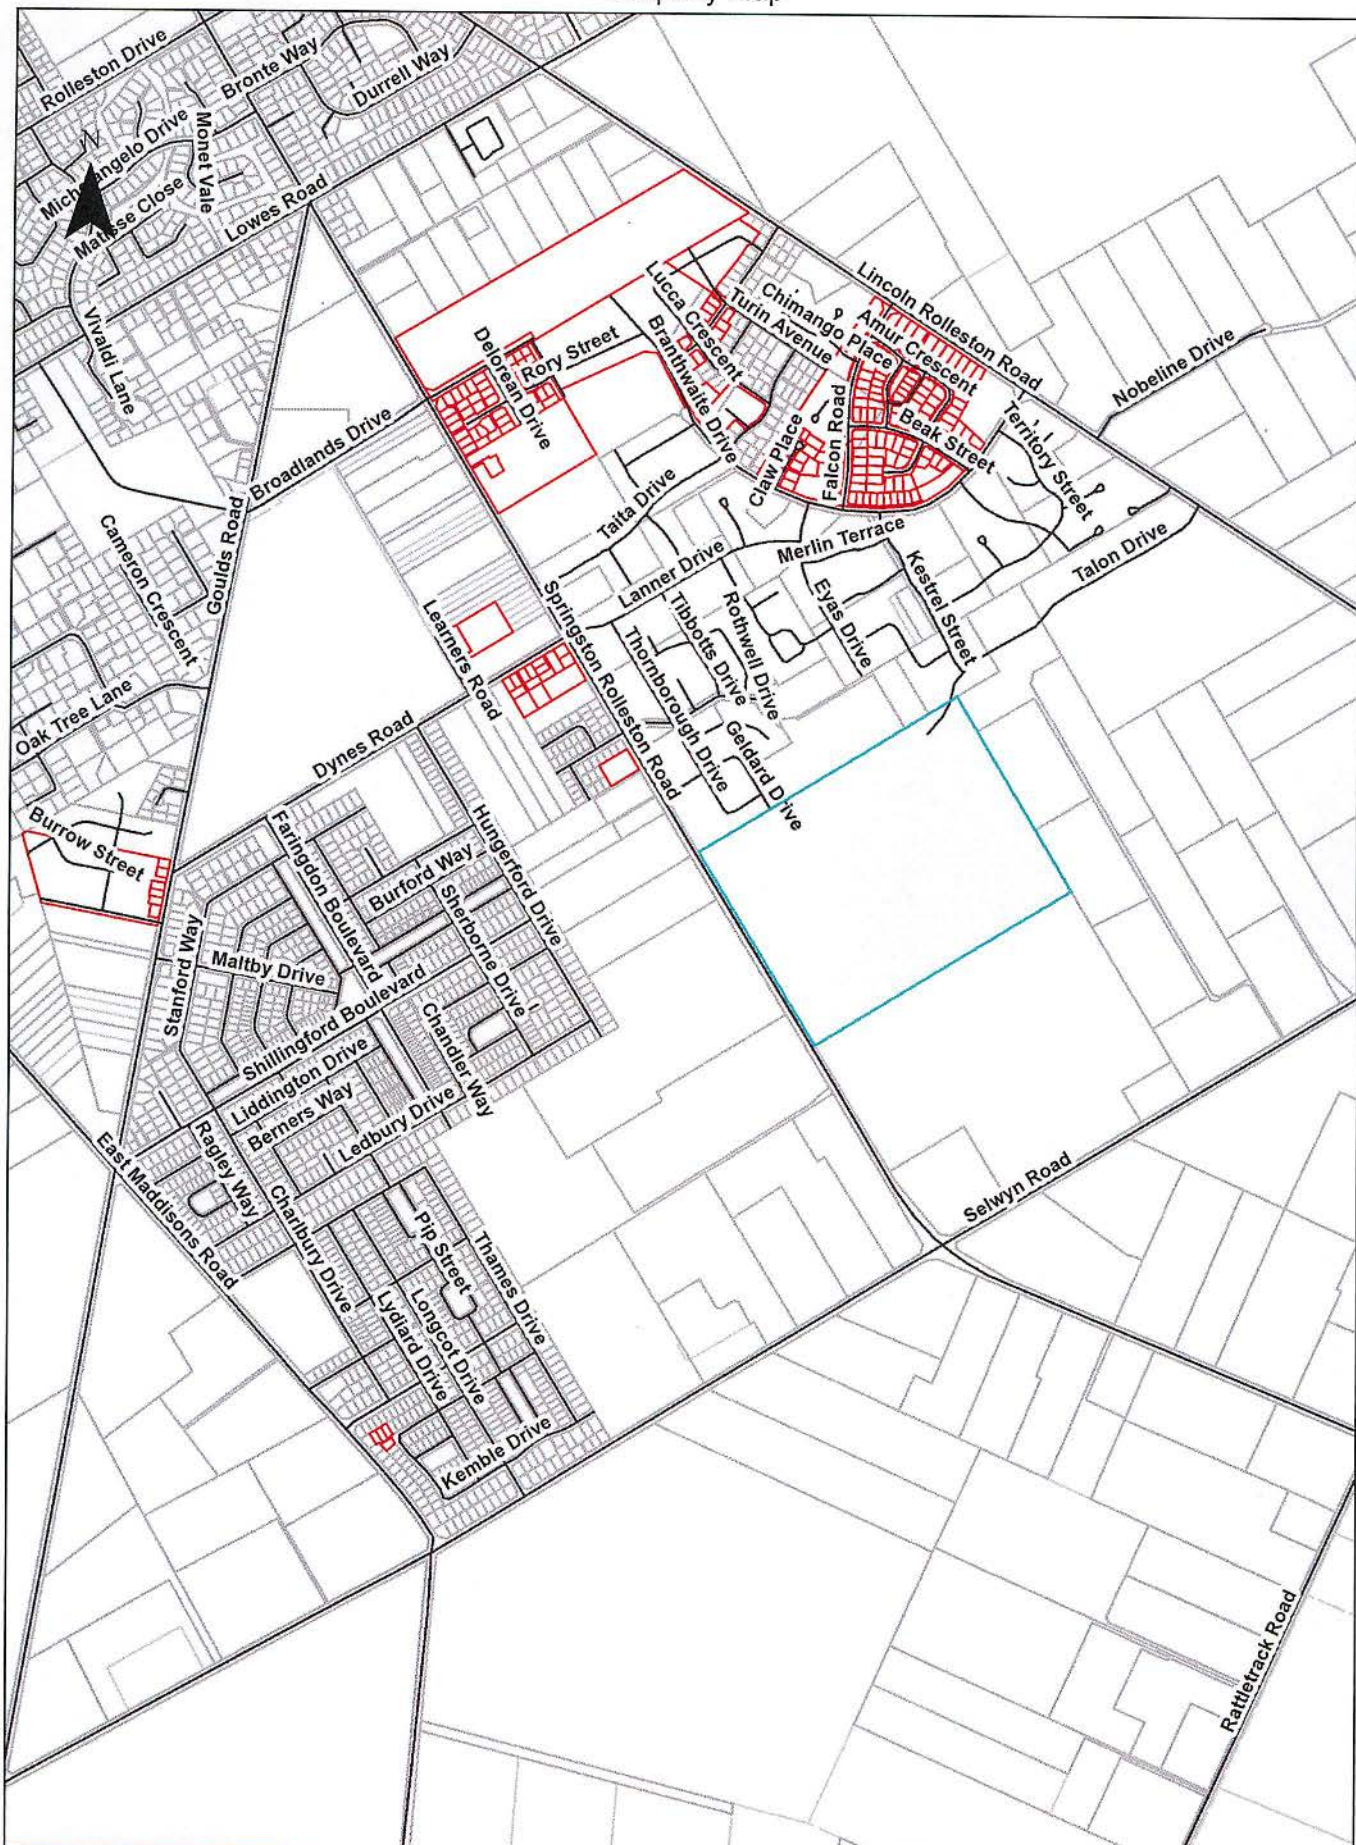 Rolleston Drive
Bronte Way
Durrell Way
N
Michelangelo Drive
Monet Vale
Matisse Close
Lowes Road
Vivaldi Lane
Lincoln Rolleston Road
Lucca Crescent
Chimango Place
Turin Avenue
Amur Crescent
Delorean Drive
Rory Street
Branthwaite Drive
Nobeline Drive
Broadlands Drive
Claw Place
Falcon Road
Beak Street
Territory Street
Taita Drive
Goulds Road
Cameron Crescent
Merlin Terrace
Talon Drive
Kestrel Street
Lanner Drive
Eyas Drive
Springston Rolleston Road
Learners Road
Tibbotts Drive
Rothwell Drive
Thornborough Drive
Geldard Drive
Oak Tree Lane
Dynes Road
Burrow Street
Faringdon Boulevard
Hungerford Drive
Burford Way
Sherborne Drive
Stanford Way
Maltby Drive
Shillingford Boulevard
Chandler Way
Liddington Drive
Berners Way
Ledbury Drive
Ragley Way
East Maddisons Road
Charlbury Drive
Selwyn Road
Pip Street
Thames Drive
Lydiard Drive
Longcot Drive
Kemble Drive
Rattletrack Road